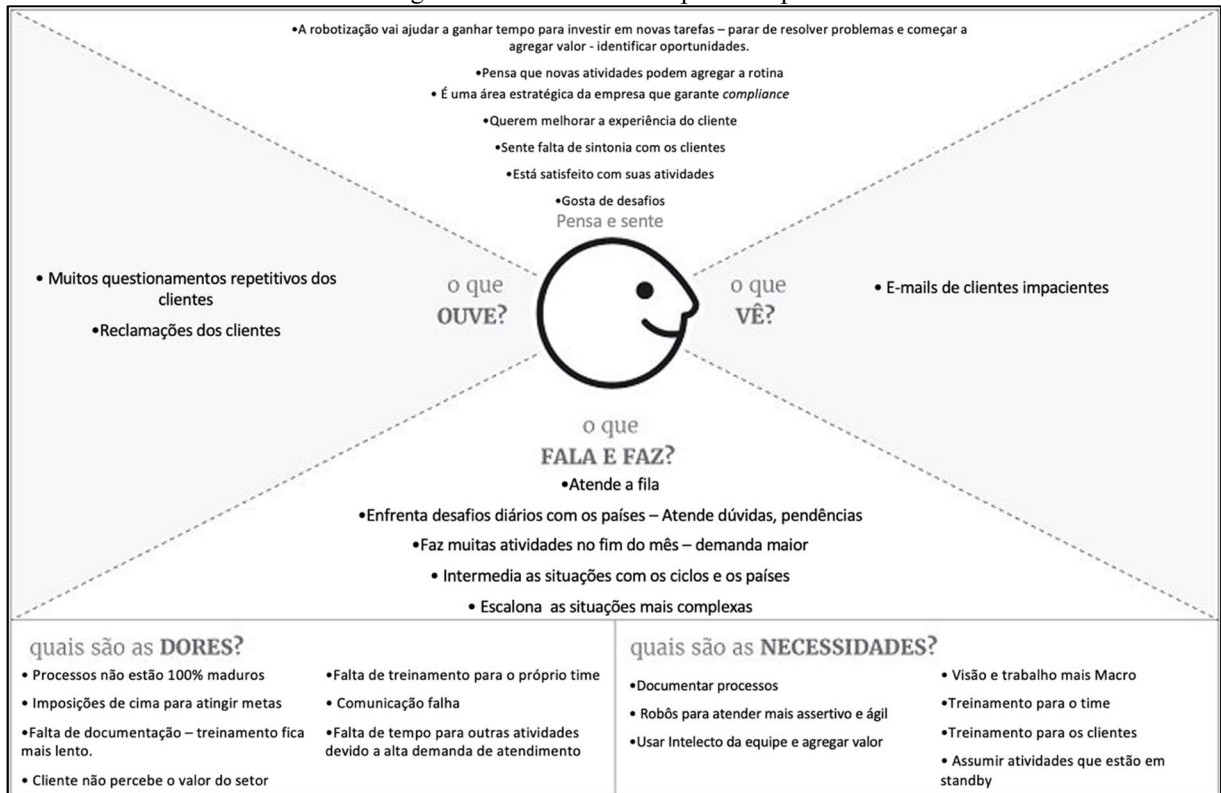 •A robotização vai ajudar a ganhar tempo para investir em novas tarefas – parar de resolver problemas e começar a
agregar valor - identificar oportunidades.
•Pensa que novas atividades podem agregar a rotina
• É uma área estratégica da empresa que garante compliance
•Querem melhorar a experiência do cliente
•Sente falta de sintonia com os clientes
•Está satisfeito com suas atividades
•Gosta de desafios
Pensa e sente
• Muitos questionamentos repetitivos dos
clientes
•Reclamações dos clientes
o que
OUVE?
o que
VÊ?
• E-mails de clientes impacientes
o que
FALA E FAZ?
•Atende a fila
•Enfrenta desafios diários com os países – Atende dúvidas, pendências
•Faz muitas atividades no fim do mês – demanda maior
• Intermedia as situações com os ciclos e os países
• Escalona as situações mais complexas
quais são as DORES?
• Processos não estão 100% maduros
• Imposições de cima para atingir metas
•Falta de documentação – treinamento fica
mais lento.
• Cliente não percebe o valor do setor
•Falta de treinamento para o próprio time
• Comunicação falha
•Falta de tempo para outras atividades
devido a alta demanda de atendimento
quais são as NECESSIDADES?
•Documentar processos
• Robôs para atender mais assertivo e ágil
•Usar Intelecto da equipe e agregar valor
• Visão e trabalho mais Macro
•Treinamento para o time
•Treinamento para os clientes
• Assumir atividades que estão em
standby